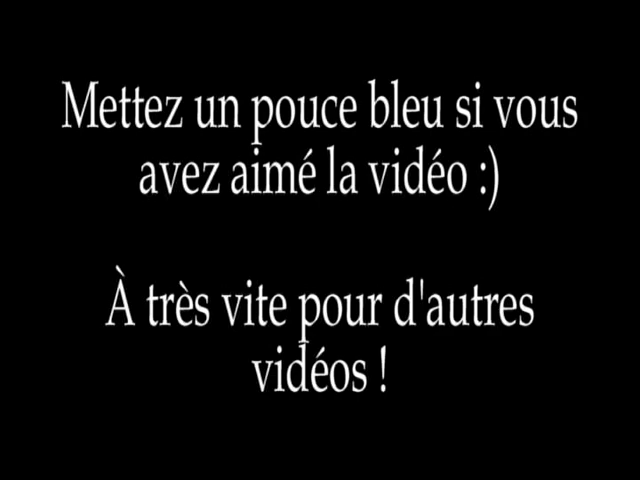 Mettez un pouce bleu si vous
avez aimé la vidéo :)
À très vite pour d'autres
vidéos !